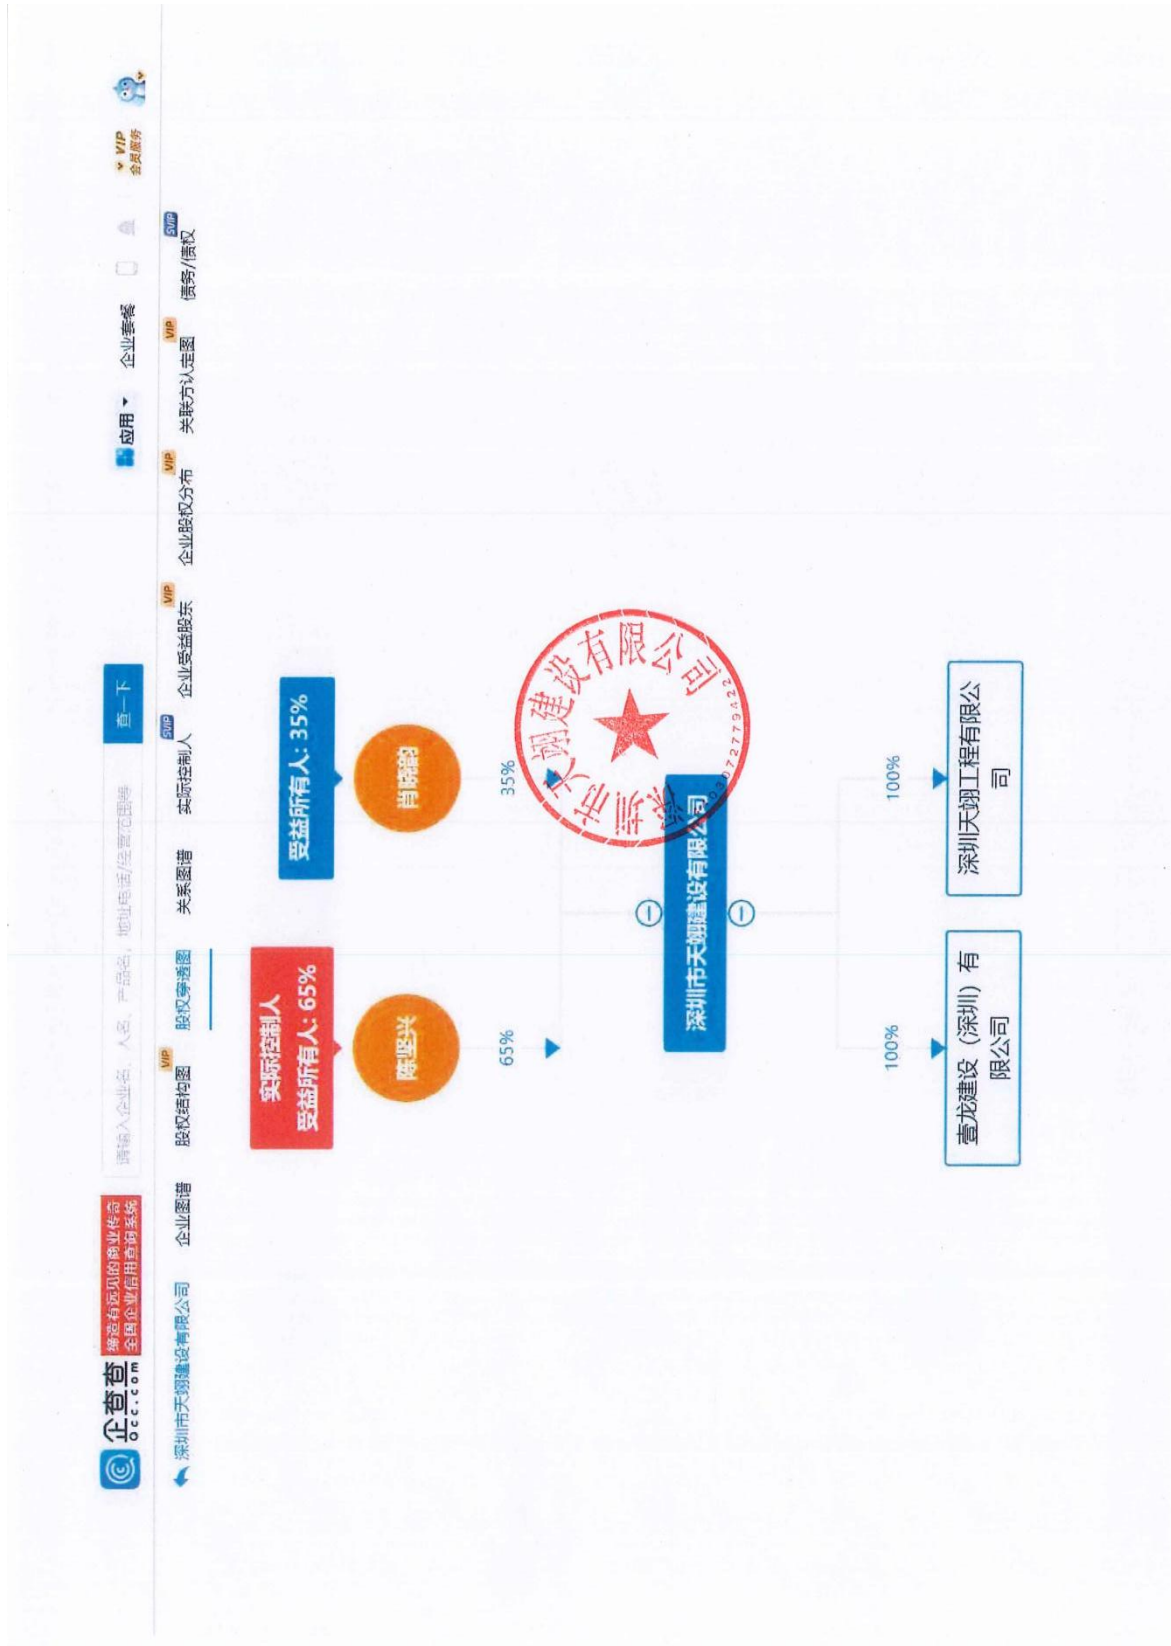 企查查
Qcc.com
缔造有远见的商业传奇
全国企业信用查询系统
请输入企业名、人名、产品名、地址电话/经营范围等
查一下
应用
企业套餐
VIP
会员服务
深圳市天翊建设有限公司
企业图谱
股权结构图 VIP
股权穿透图
关系图谱
实际控制人 SVIP
企业受益股东 VIP
企业股权分布 VIP
关联方认定图 VIP
债务/债权 SVIP
实际控制人
受益所有人: 65%
受益所有人: 35%
陈坚兴
肖晓韵
65%
35%
深圳市天翊建设有限公司
深圳市天翊建设有限公司
100%
100%
壹龙建设（深圳）有
限公司
深圳天翊工程有限公
司